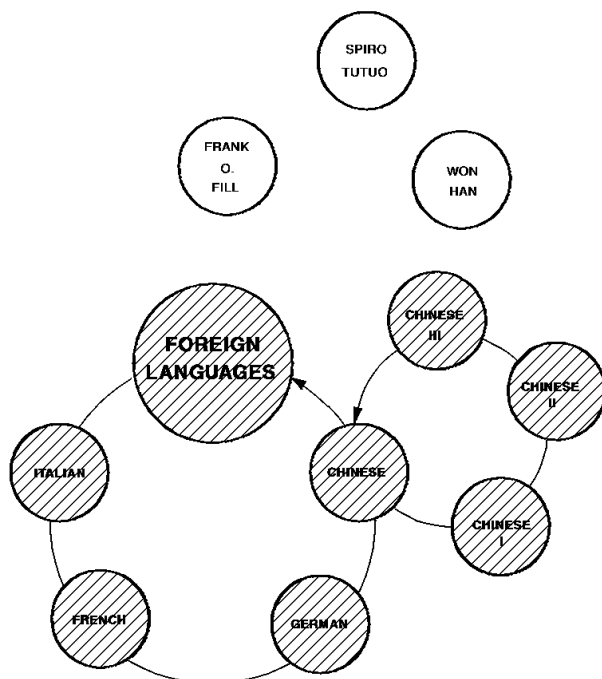 SPIRO
TUTUO
FRANK
O.
FILL
WON
HAN
CHINESE
III
FOREIGN
LANGUAGES
CHINESE
II
ITALIAN
CHINESE
CHINESE
I
FRENCH
GERMAN